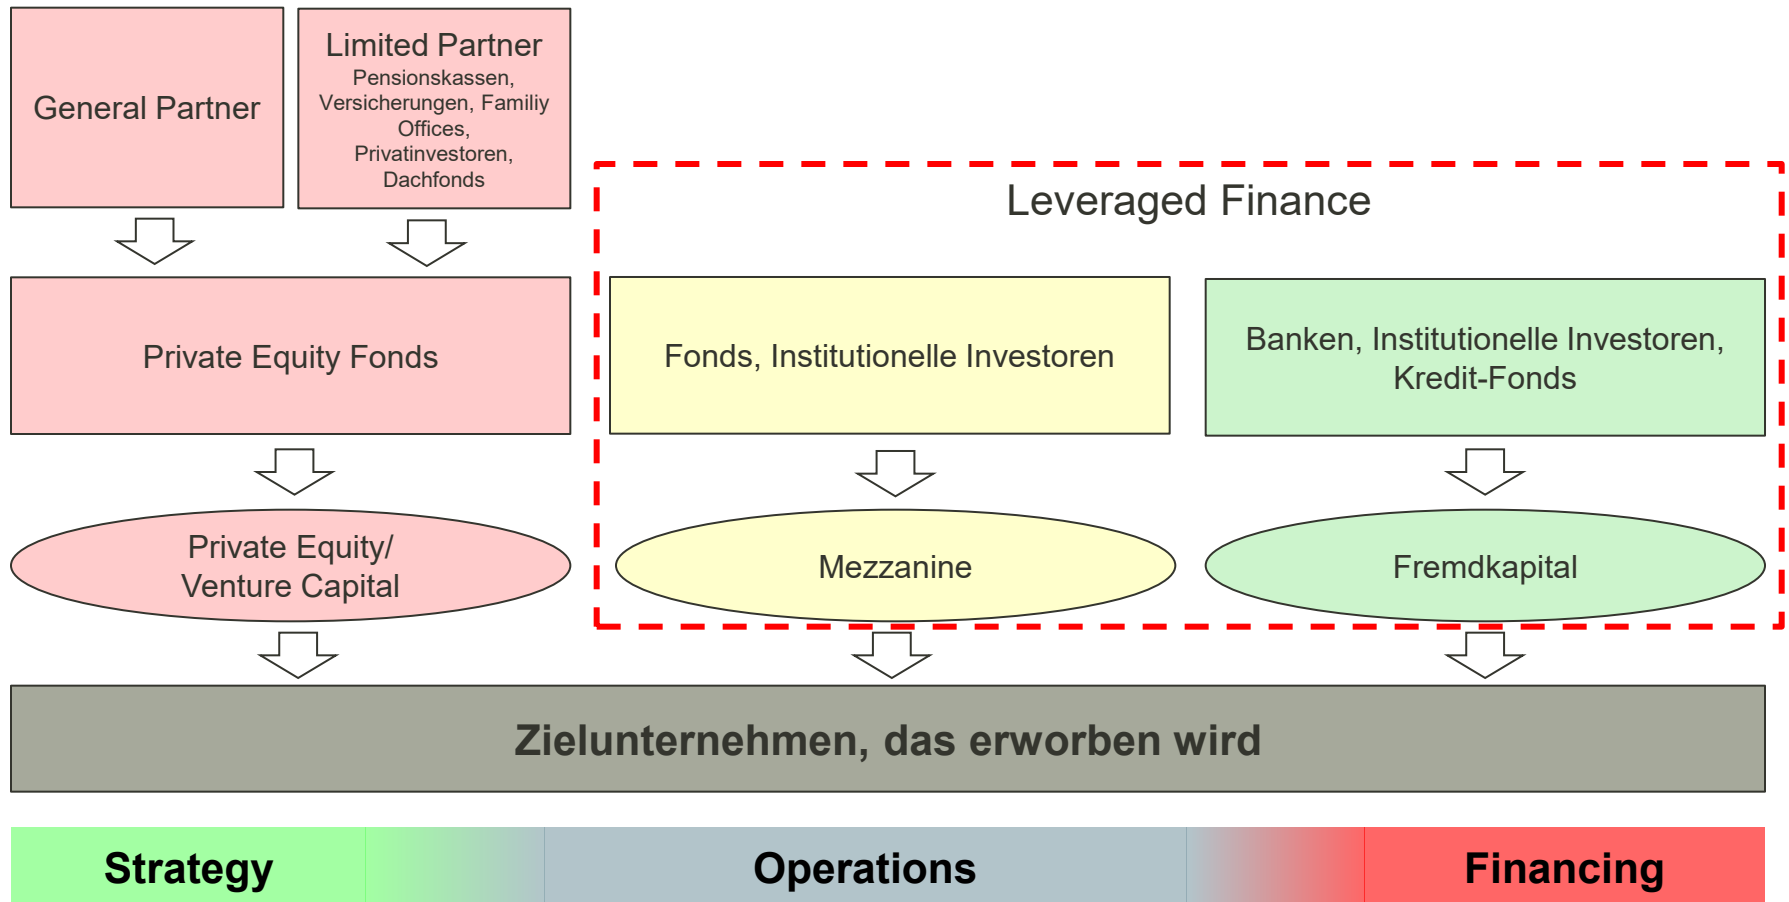 General Partner
Limited Partner
Pensionskassen,
Versicherungen, Familiy
Offices,
Privatinvestoren,
Dachfonds
Leveraged Finance
Private Equity Fonds
Fonds, Institutionelle Investoren
Banken, Institutionelle Investoren,
Kredit-Fonds
Private Equity/
Venture Capital
Mezzanine
Fremdkapital
Zielunternehmen, das erworben wird
Strategy
Operations
Financing